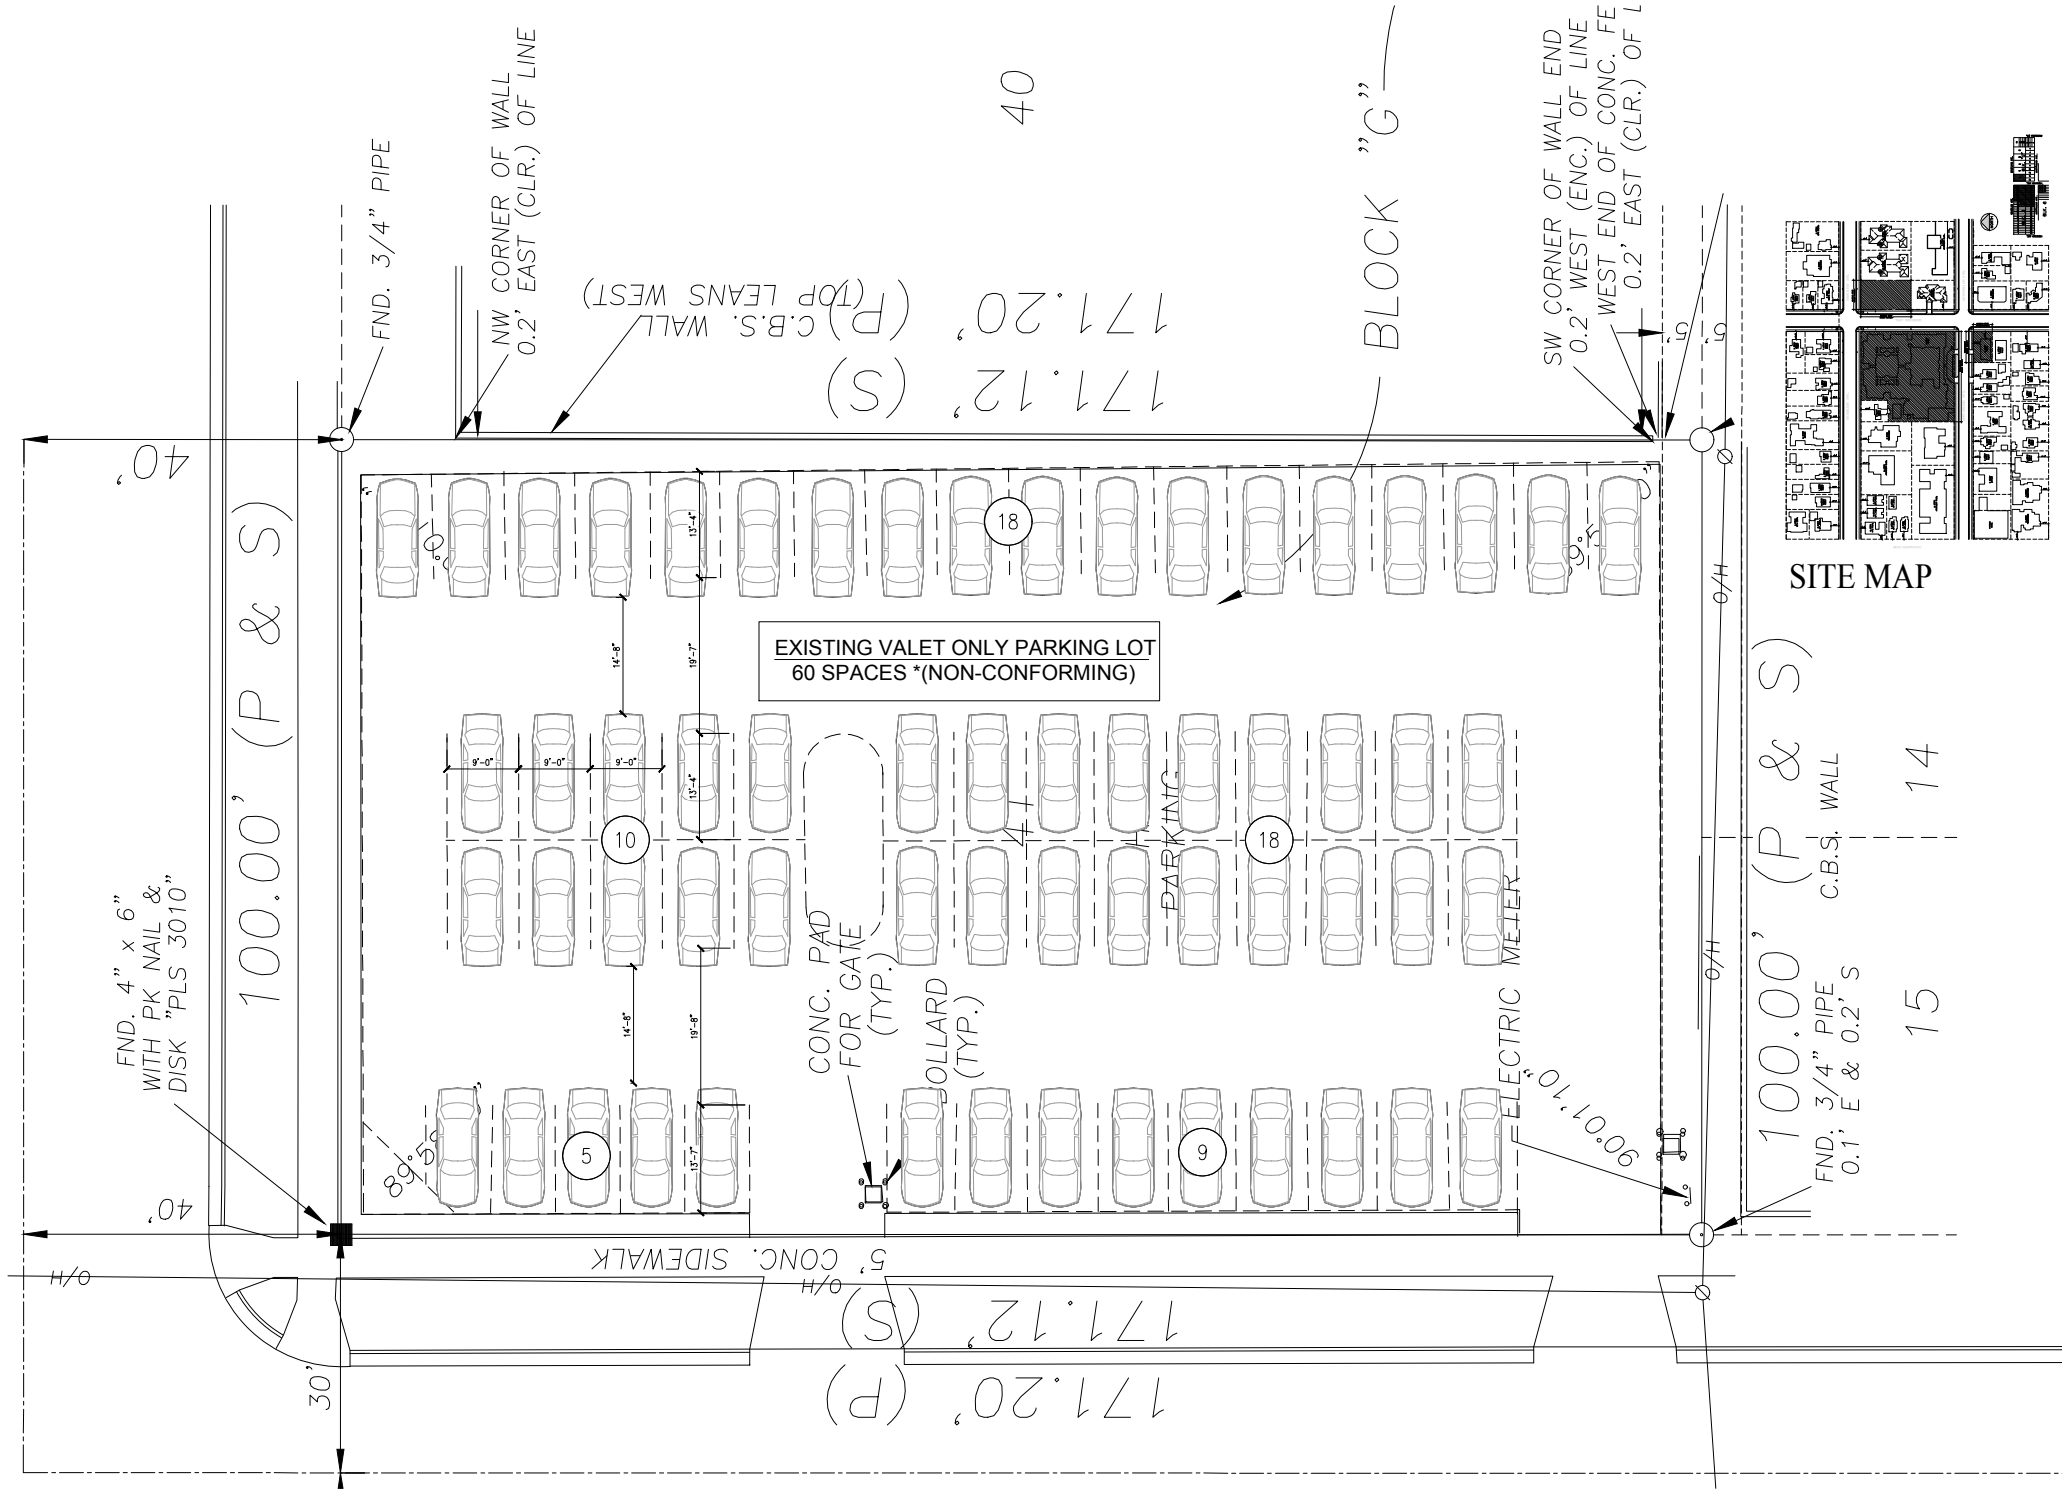 FND. 3/4" PIPE
NW CORNER OF WALL
0.2' EAST (CLR.) OF LINE
C.B.S. WALL
(TOP LEANS WEST)
171.20' (P)
171.12' (S)
40
BLOCK "G"
SW CORNER OF WALL END
0.2' WEST (ENC.) OF LINE
WEST END OF CONC. FE
0.2' EAST (CLR.) OF L
5'
5'
SITE MAP
40'
100.00' (P & S)
18
13'-4"
14'-8"
19'-7"
EXISTING VALET ONLY PARKING LOT
60 SPACES *(NON-CONFORMING)
9'-0"
9'-0"
9'-0"
13'-4"
10
18
41
PARKING
O/H
O/H
100.00' (P & S)
C.B.S. WALL
14
15
FND. 4" x 6"
WITH PK NAIL &
DISK "PLS 3010"
14'-8"
19'-8"
CONC. PAD
FOR GATE
(TYP.)
BOLLARD
(TYP.)
ELECTRIC METER
90°01'10"
FND. 3/4" PIPE
0.1' E & 0.2' S
5
13'-7"
9
40'
O/H
5' CONC. SIDEWALK
O/H
171.12' (S)
171.20' (P)
30'